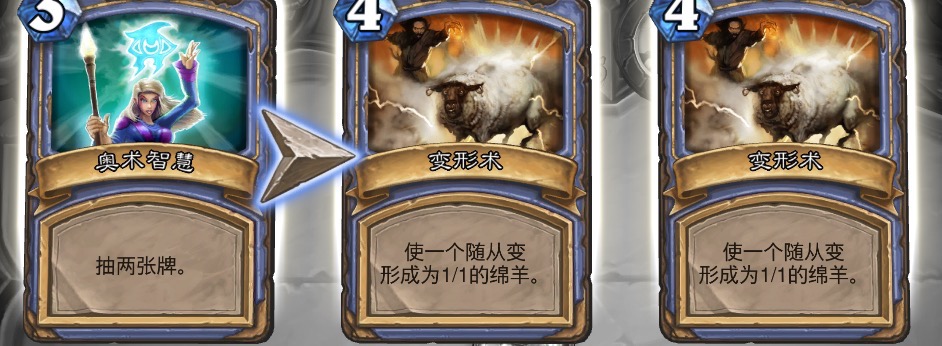 3
奥术智慧
抽两张牌。
4
变形术
使一个随从变
形成为1/1的绵羊。
4
变形术
使一个随从变
形成为1/1的绵羊。